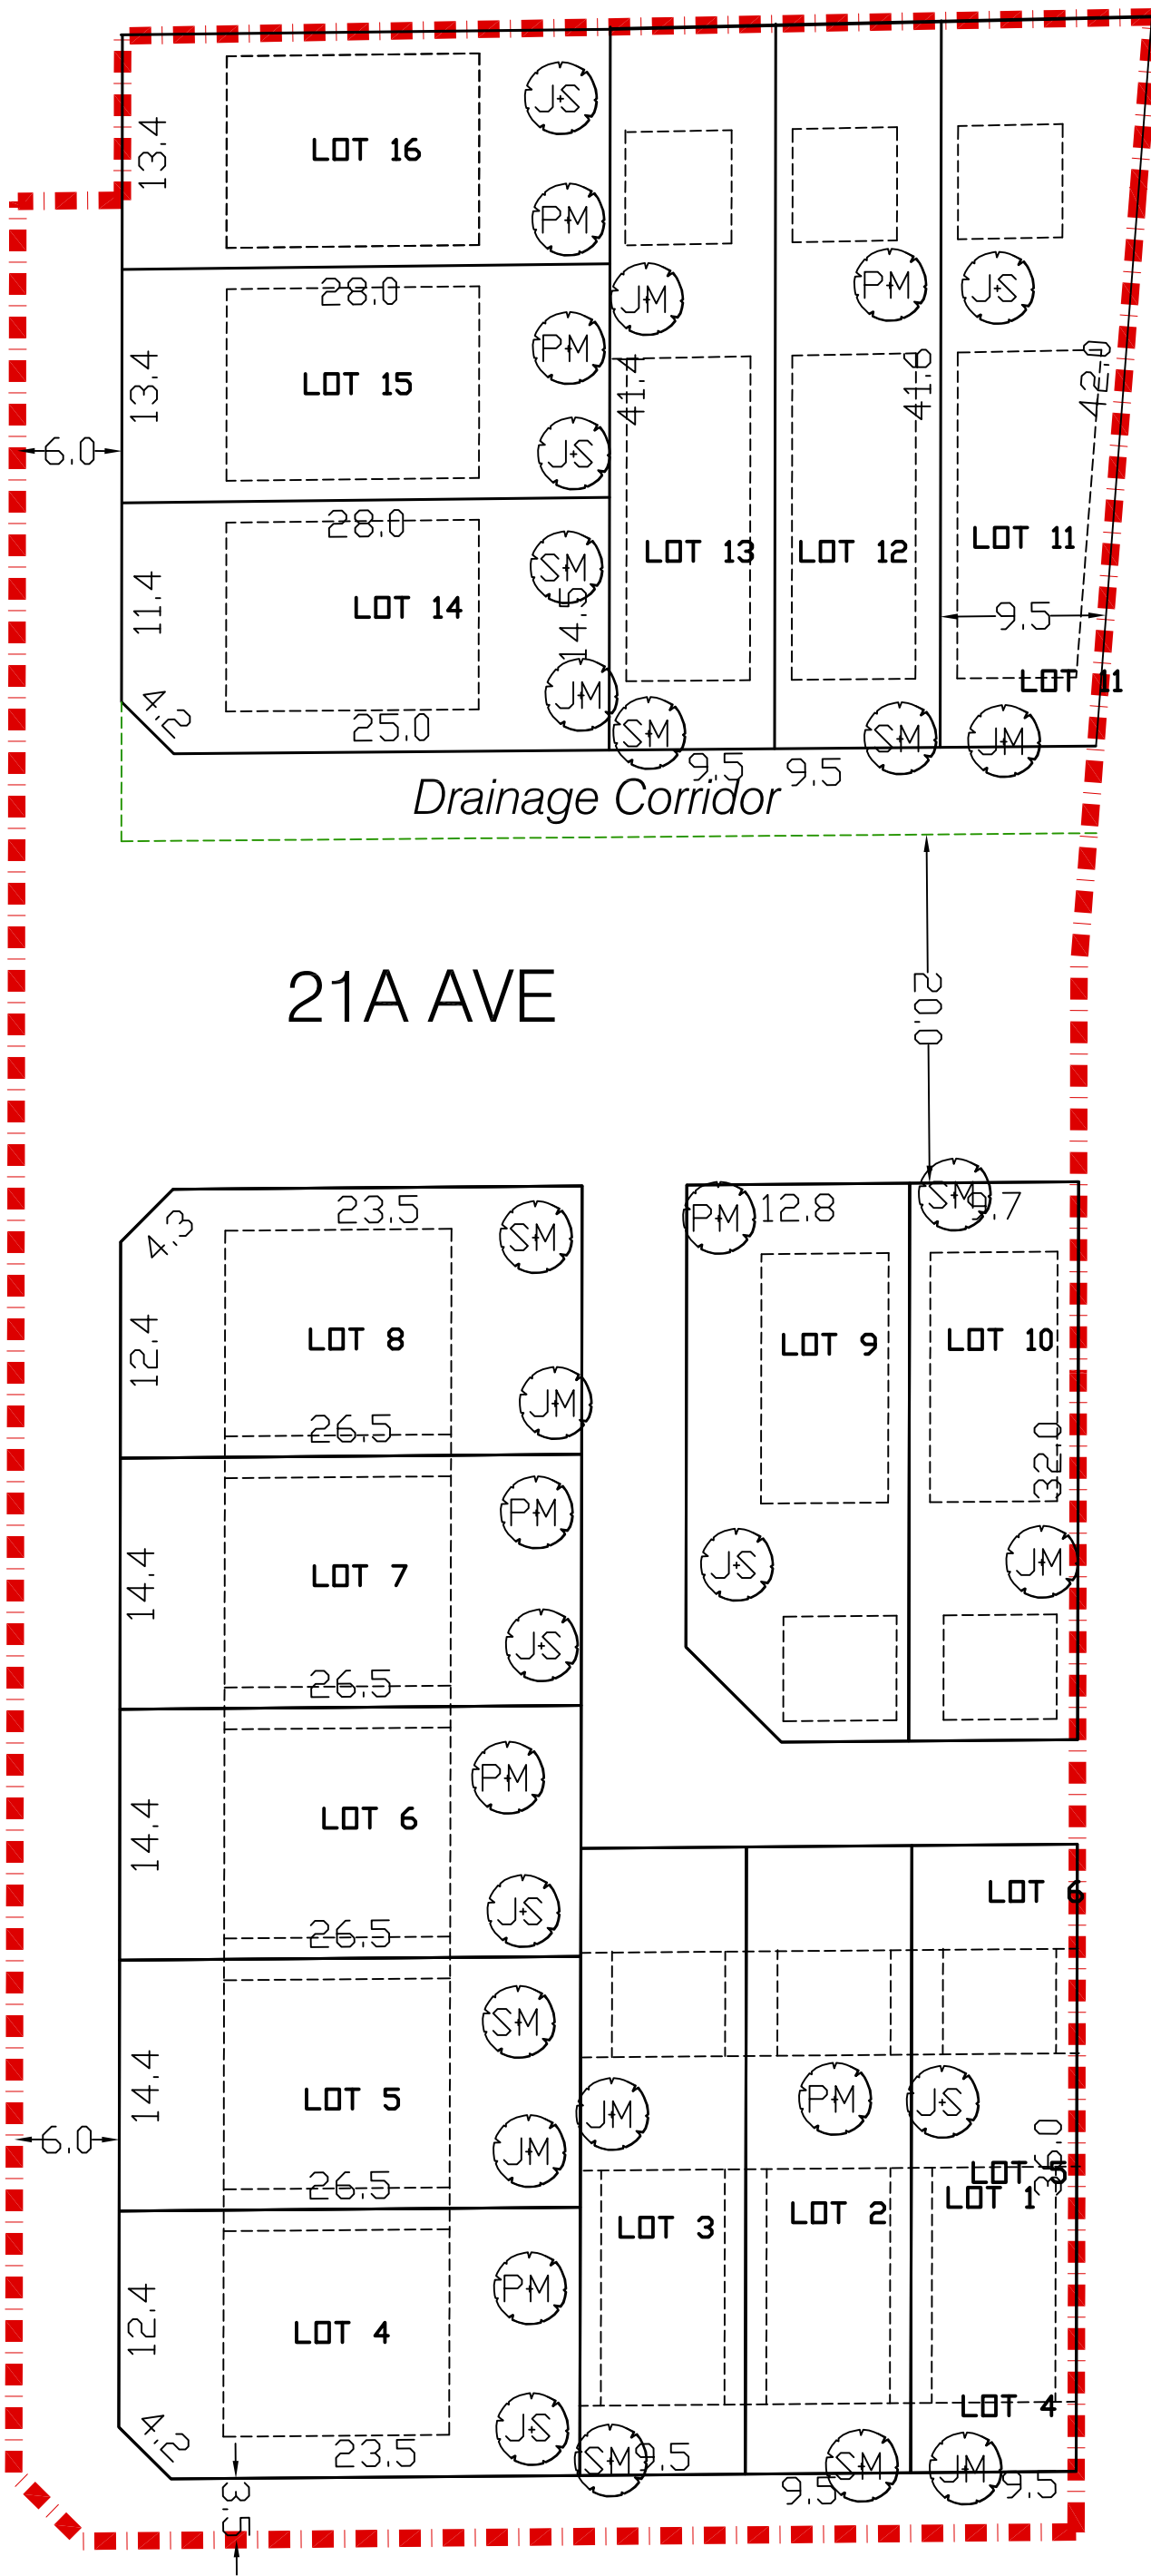 JS
13.4
LOT 16
PM
28.0
JM
PM
JS
13.4
LOT 15
PM
41.4
41.8
42.0
6.0
JS
28.0
LOT 13
LOT 12
LOT 11
SM
11.4
LOT 14
14.5
9.5
LOT 11
JM
4.2
25.0
SM
SM
JM
9.5
9.5
Drainage Corridor
21A AVE
20.0
SM
23.5
PM
12.8
9.7
4.3
SM
12.4
LOT 8
LOT 9
LOT 10
JM
26.5
32.0
PM
14.4
LOT 7
JS
JM
JS
26.5
PM
14.4
LOT 6
LOT 6
JS
26.5
SM
14.4
LOT 5
JM
PM
JS
6.0
JM
36.0
LOT 5
26.5
LOT 1
LOT 3
LOT 2
PM
12.4
LOT 4
LOT 4
4.2
JS
23.5
SM
9.5
SM
JM
9.5
9.5
3.5